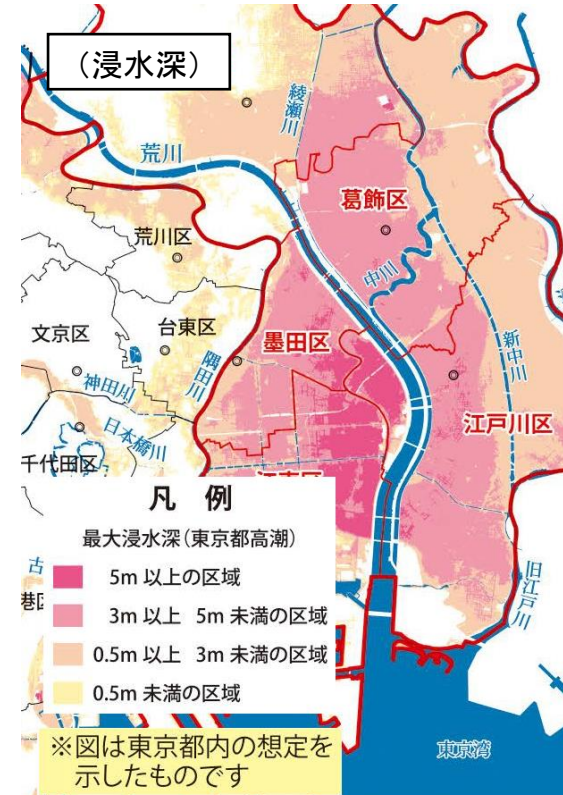 （浸水深）
綾瀬川
荒川
葛飾区
荒川区
中川
文京区
台東区
墨田区
隅田川
新中川
神田川
日本橋川
江戸川区
千代田区
江東区
凡 例
最大浸水深（東京都高潮）
5m 以上の区域
3m 以上 5m 未満の区域
0.5m 以上 3m 未満の区域
0.5m 未満の区域
古
港区
旧江戸川
※図は東京都内の想定を
示したものです
東京湾